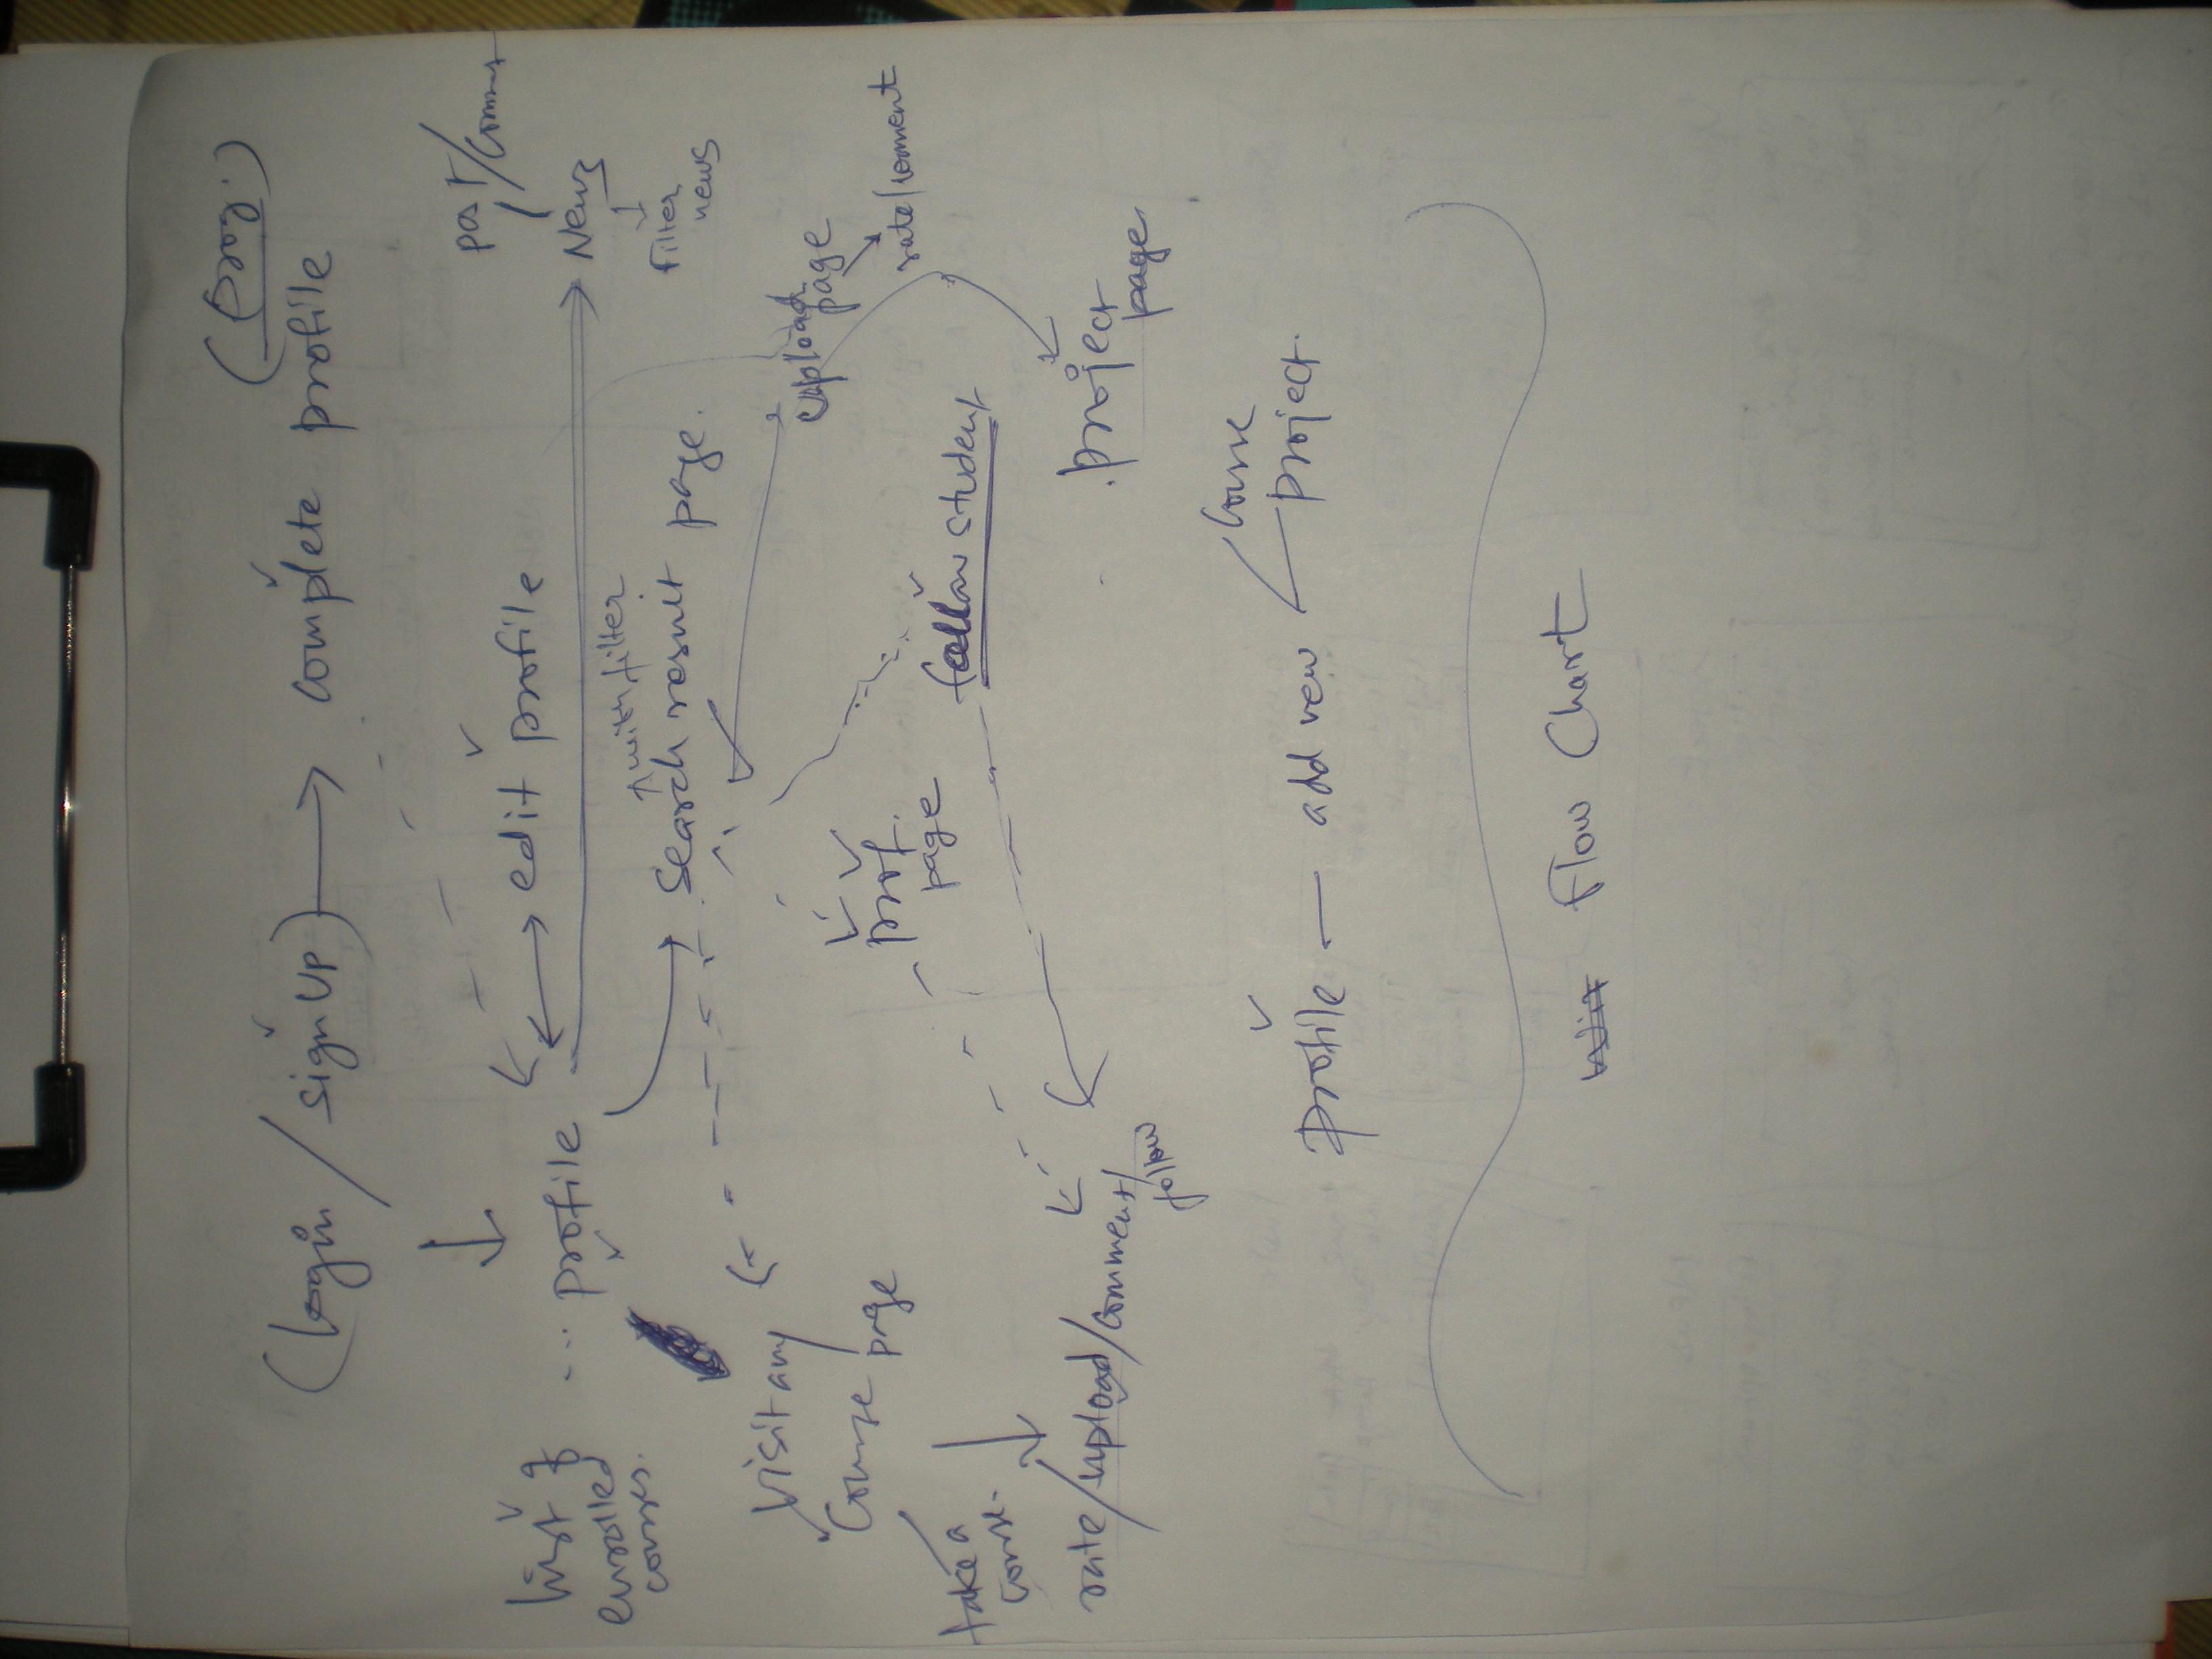 (prog.)
(login / sign up) → complete profile
post/comment
list of enrolled courses. ... profile ↔ edit profile
News
filter news
with filter
search result page.
upload page
rate/comment
visit any course page
prof. page
follow student
project page
take a course.
rate/upload/comment/follow
profile — add new course
project.
Flow Chart